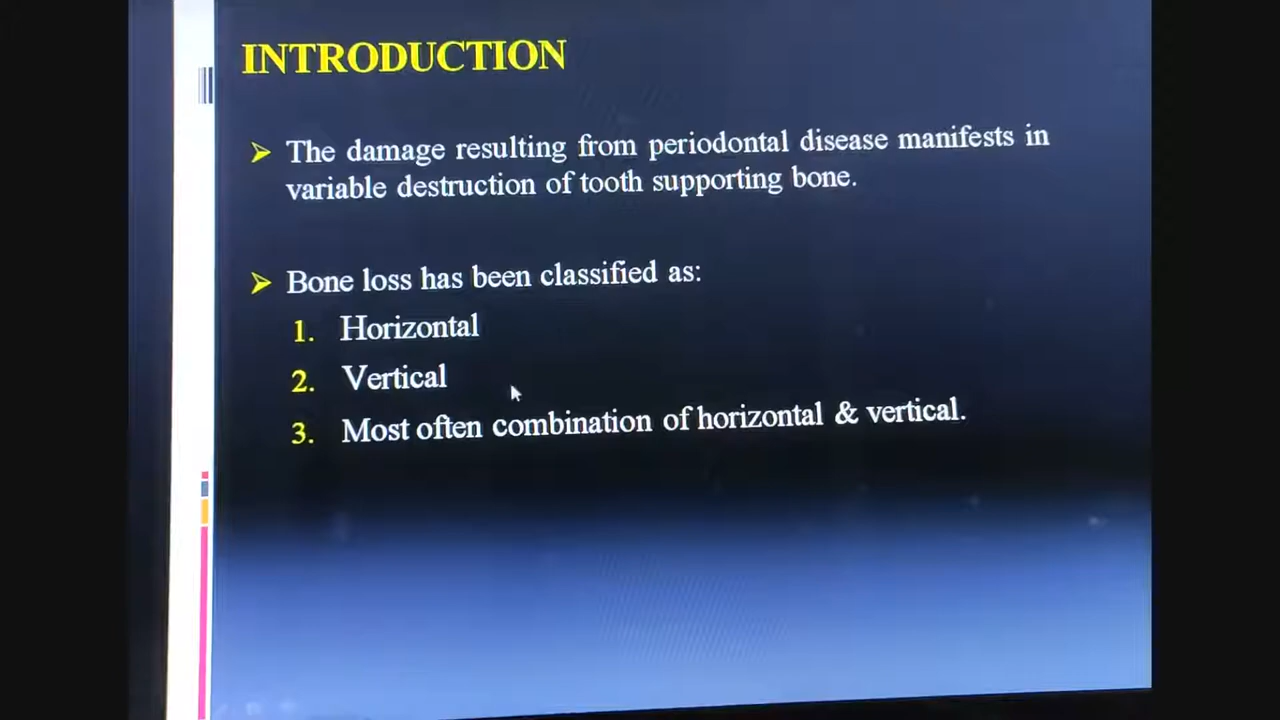 INTRODUCTION
➢ The damage resulting from periodontal disease manifests in
variable destruction of tooth supporting bone.
➢ Bone loss has been classified as:
1. Horizontal
2. Vertical
3. Most often combination of horizontal & vertical.